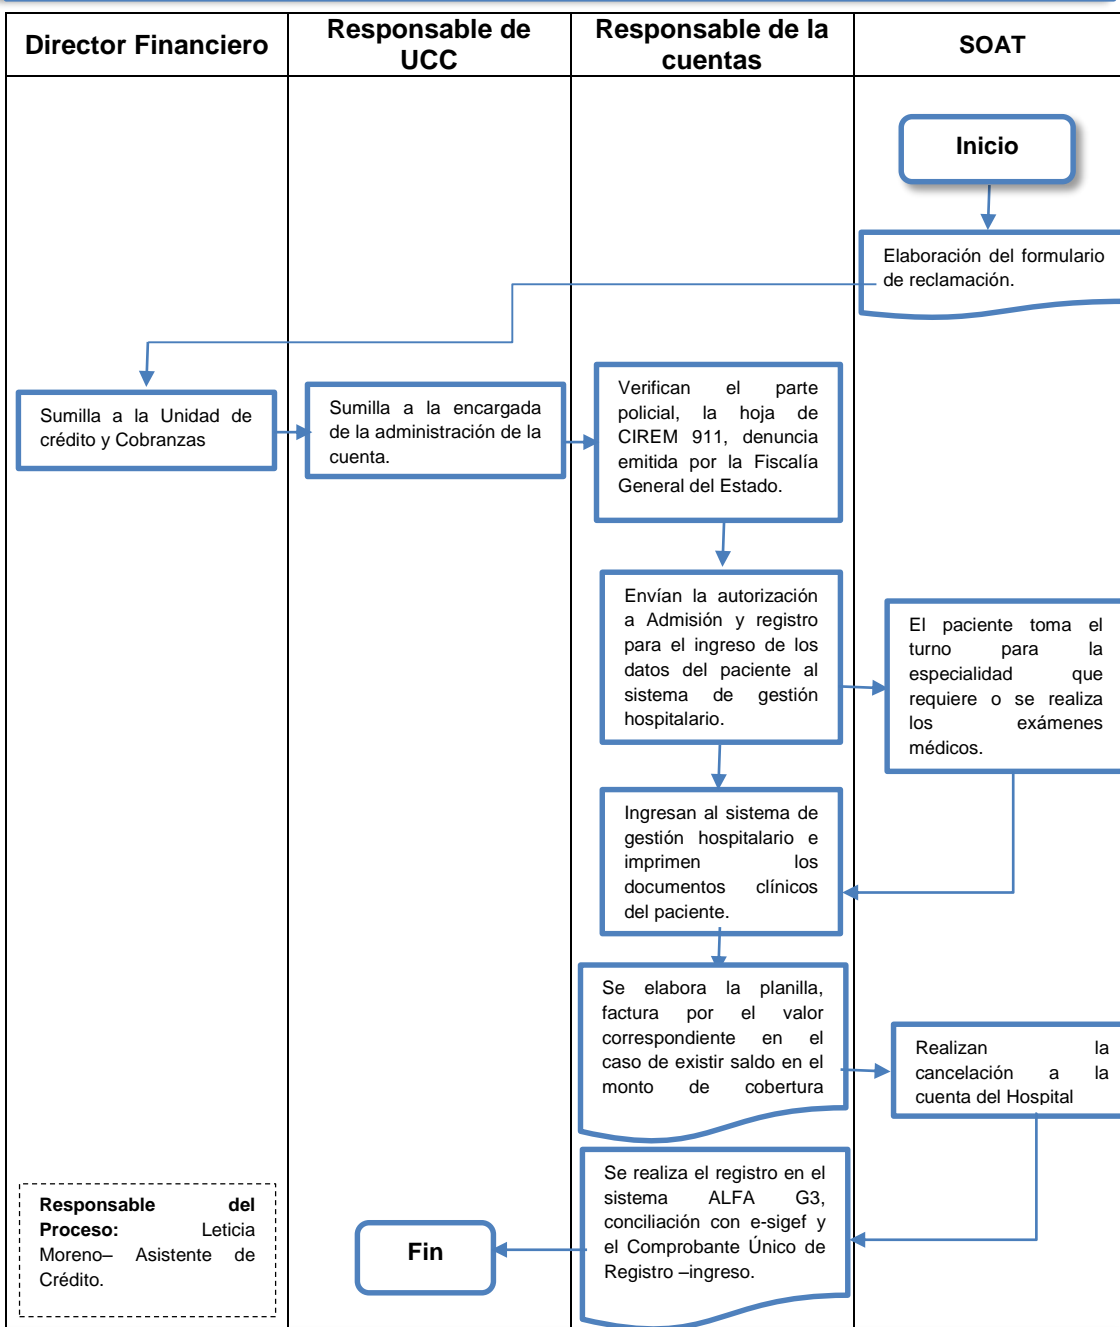 Director Financiero
Responsable de
UCC
Responsable de la
cuentas
SOAT
Inicio
Elaboración del formulario
de reclamación.
Sumilla a la Unidad de
crédito y Cobranzas
Sumilla a la encargada
de la administración de la
cuenta.
Verifican el parte
policial, la hoja de
CIREM 911, denuncia
emitida por la Fiscalía
General del Estado.
Envían la autorización
a Admisión y registro
para el ingreso de los
datos del paciente al
sistema de gestión
hospitalario.
El paciente toma el
turno para la
especialidad que
requiere o se realiza
los exámenes
médicos.
Ingresan al sistema de
gestión hospitalario e
imprimen los
documentos clínicos
del paciente.
Se elabora la planilla,
factura por el valor
correspondiente en el
caso de existir saldo en el
monto de cobertura
Realizan la
cancelación a la
cuenta del Hospital
Se realiza el registro en el
sistema ALFA G3,
conciliación con e-sigef y
el Comprobante Único de
Registro –ingreso.
Fin
Responsable del
Proceso: Leticia
Moreno– Asistente de
Crédito.